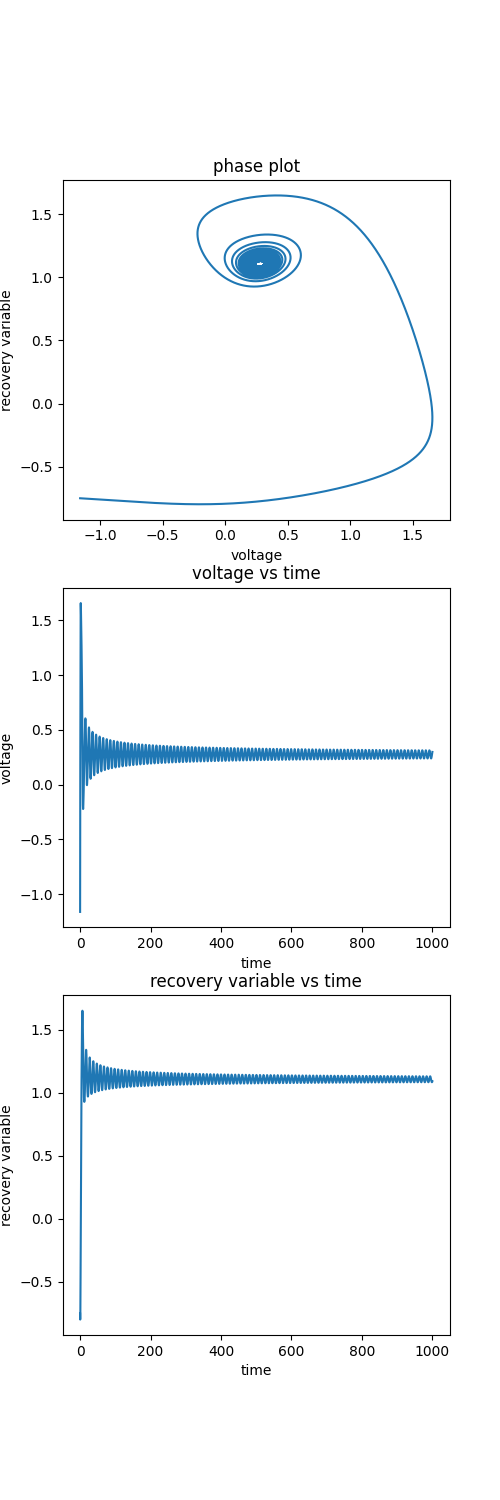 phase plot
1.5
1.0
0.5
0.0
−0.5
recovery variable
−1.0 −0.5 0.0 0.5 1.0 1.5
voltage
voltage vs time
1.5
1.0
0.5
0.0
−0.5
−1.0
voltage
0 200 400 600 800 1000
time
recovery variable vs time
1.5
1.0
0.5
0.0
−0.5
recovery variable
0 200 400 600 800 1000
time